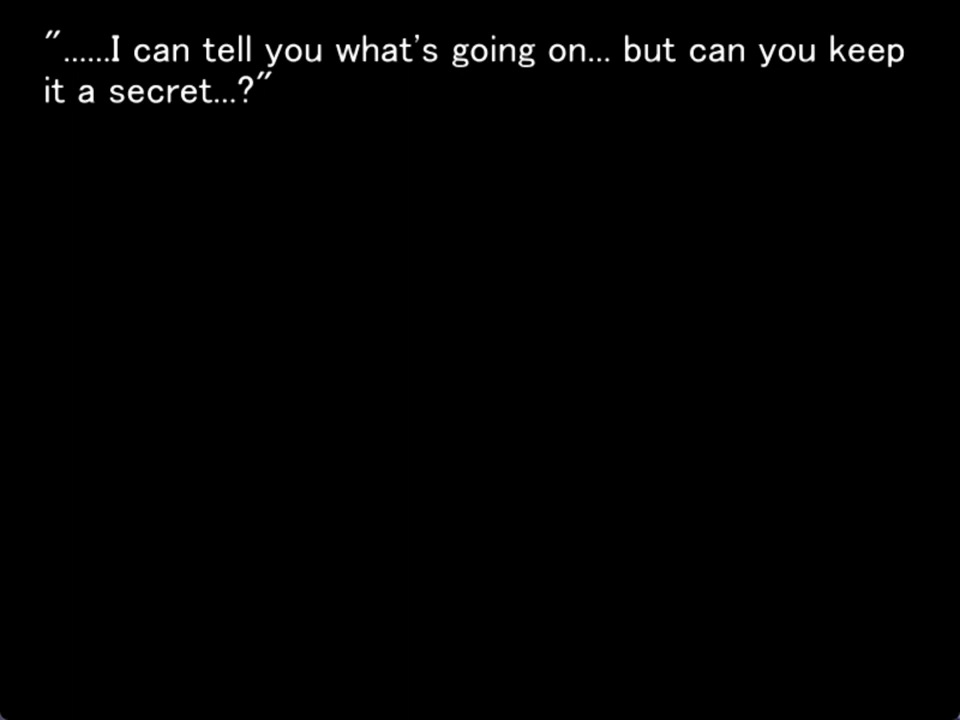 "......I can tell you what's going on... but can you keep
it a secret...?"